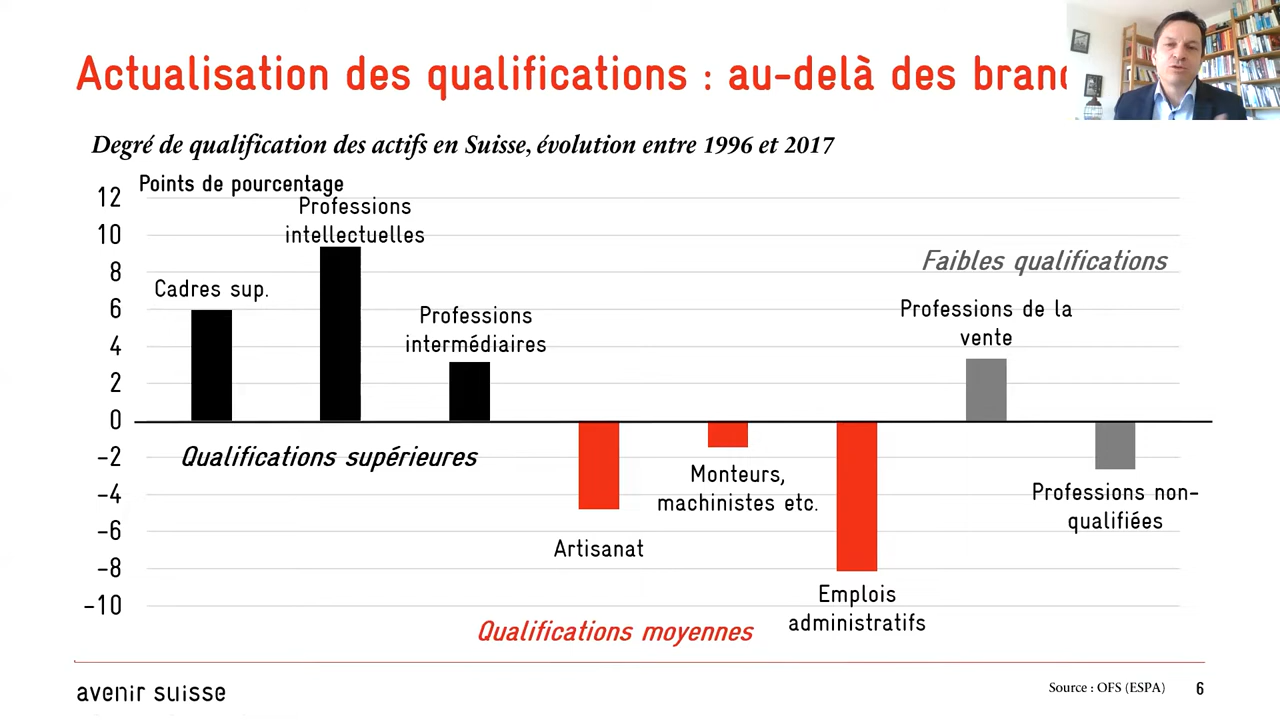 Actualisation des qualifications : au-delà des
Degré de qualification des actifs en Suisse, évolution entre 1996 et 2017
Points de pourcentage
12
10
8
6
4
2
0
-2
-4
-6
-8
-10
Cadres sup.
Professions
intellectuelles
Professions
intermédiaires
Qualifications supérieures
Artisanat
Monteurs,
machinistes etc.
Emplois
administratifs
Qualifications moyennes
Faibles qualifications
Professions de la
vente
Professions non-
qualifiées
avenir suisse
Source : OFS (ESPA)
6